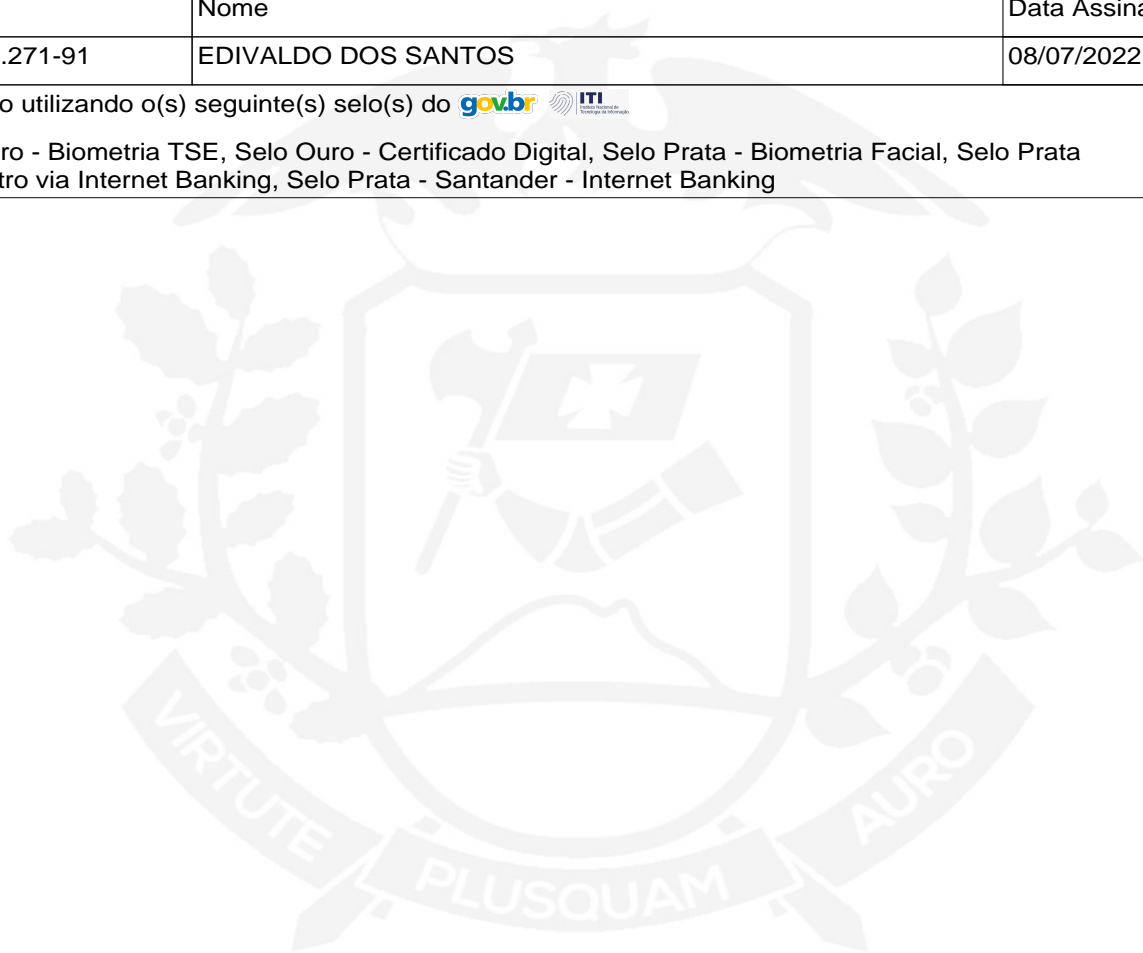 Nome
Data Assina
.271-91
EDIVALDO DOS SANTOS
08/07/2022
o utilizando o(s) seguinte(s) selo(s) do gov.br ITI
ro - Biometria TSE, Selo Ouro - Certificado Digital, Selo Prata - Biometria Facial, Selo Prata
tro via Internet Banking, Selo Prata - Santander - Internet Banking
VIRTUTE
PLUSQUAM
AURO